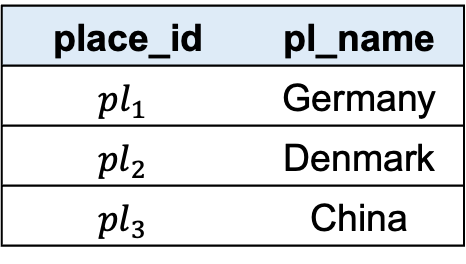 place_id pl_name
pl₁ Germany
pl₂ Denmark
pl₃ China